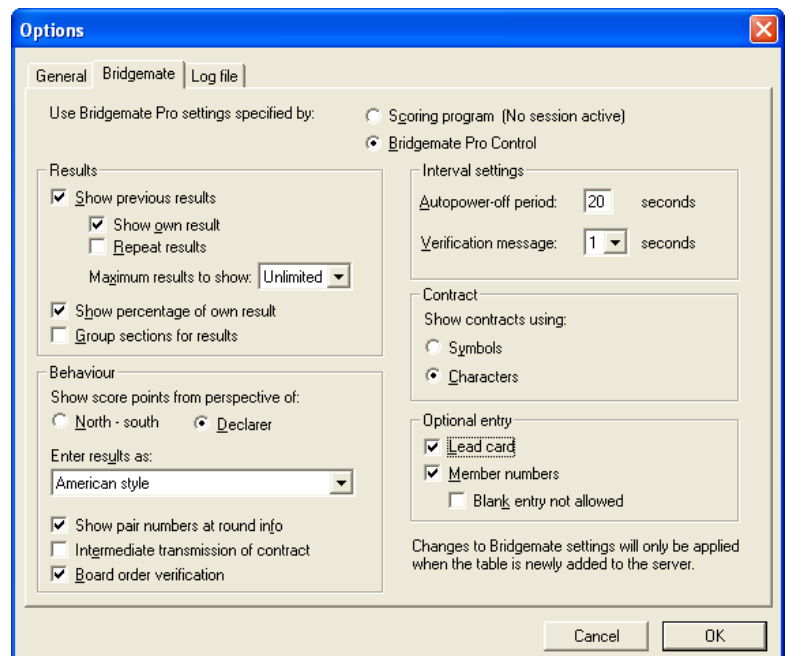 Options
General Bridgemate Log file
Use Bridgemate Pro settings specified by:
Scoring program (No session active)
Bridgemate Pro Control
Results
Show previous results
Show own result
Repeat results
Maximum results to show: Unlimited
Show percentage of own result
Group sections for results
Behaviour
Show score points from perspective of:
North - south Declarer
Enter results as:
American style
Show pair numbers at round info
Intermediate transmission of contract
Board order verification
Interval settings
Autopower-off period: 20 seconds
Verification message: 1 seconds
Contract
Show contracts using:
Symbols
Characters
Optional entry
Lead card
Member numbers
Blank entry not allowed
Changes to Bridgemate settings will only be applied
when the table is newly added to the server.
Cancel OK